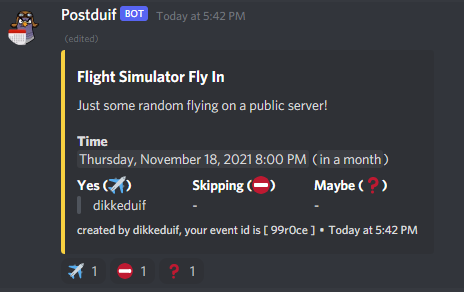 Postduif BOT Today at 5:42 PM
(edited)
Flight Simulator Fly In
Just some random flying on a public server!
Time
Thursday, November 18, 2021 8:00 PM (in a month)
Yes (✈️) Skipping (⛔) Maybe (❓)
dikkeduif - -
created by dikkeduif, your event id is [ 99r0ce ] • Today at 5:42 PM
✈️ 1 ⛔ 1 ❓ 1